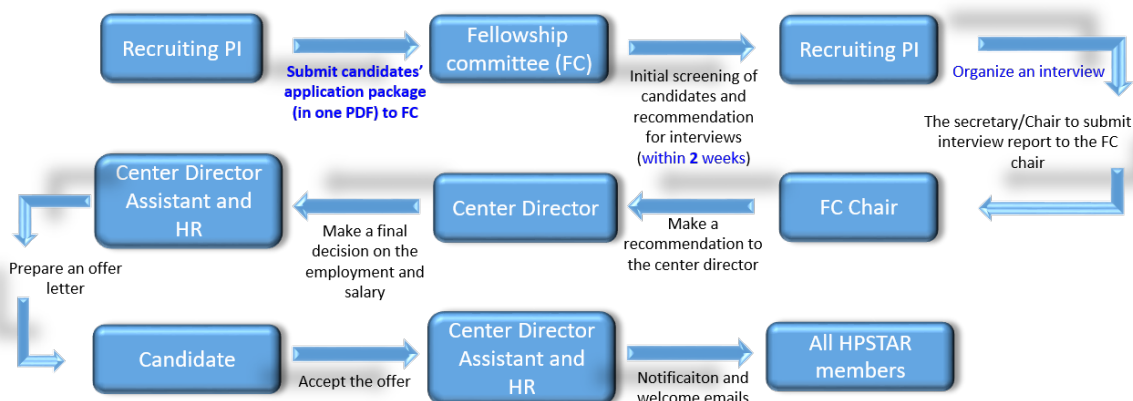 Recruiting PI
Submit candidates'
application package
(in one PDF) to FC
Fellowship
committee (FC)
Initial screening of
candidates and
recommendation
for interviews
(within 2 weeks)
Recruiting PI
Organize an interview
The secretary/Chair to submit
interview report to the FC
chair
FC Chair
Make a
recommendation to
the center director
Center Director
Make a final
decision on the
employment and
salary
Center Director
Assistant and
HR
Prepare an offer
letter
Candidate
Accept the offer
Center Director
Assistant and
HR
Notificaiton and
welcome emails
All HPSTAR
members